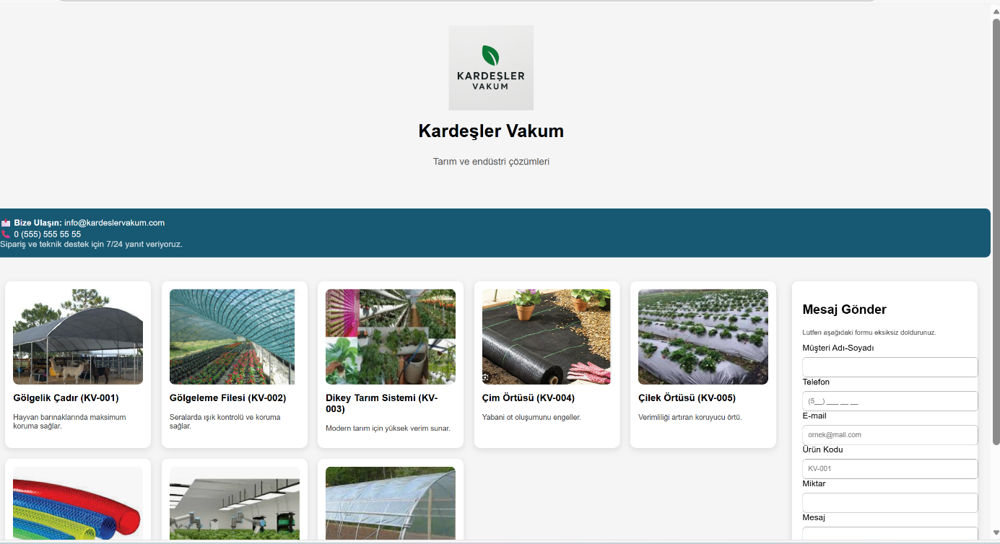 KARDEŞLER
VAKUM
Kardeşler Vakum
Tarım ve endüstri çözümleri
Bize Ulaşın: info@kardeslervakum.com
0 (555) 555 55 55
Sipariş ve teknik destek için 7/24 yanıt veriyoruz.
Gölgelik Çadır (KV-001)
Hayvan barınaklarında maksimum
koruma sağlar.
Gölgeleme Filesi (KV-002)
Seralarda ışık kontrolü ve koruma
sağlar.
Dikey Tarım Sistemi (KV-
003)
Modern tarım için yüksek verim sunar.
Çim Örtüsü (KV-004)
Yabani ot oluşumunu engeller.
Çilek Örtüsü (KV-005)
Verimliliği artıran koruyucu örtü.
Mesaj Gönder
Lütfen aşağıdaki formu eksiksiz doldurunuz.
Müşteri Adı-Soyadı
Telefon
(5__) ___ __ __
E-mail
ornek@mail.com
Ürün Kodu
KV-001
Miktar
Mesaj